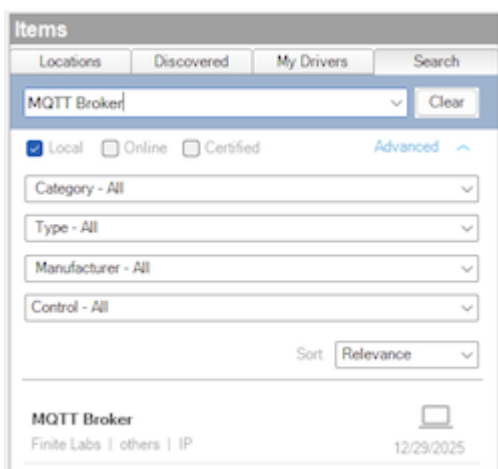 Items
Locations Discovered My Drivers Search
MQTT Broker Clear
Local Online Certified Advanced
Category - All
Type - All
Manufacturer - All
Control - All
Sort Relevance
MQTT Broker
Finite Labs | others | IP 12/29/2025